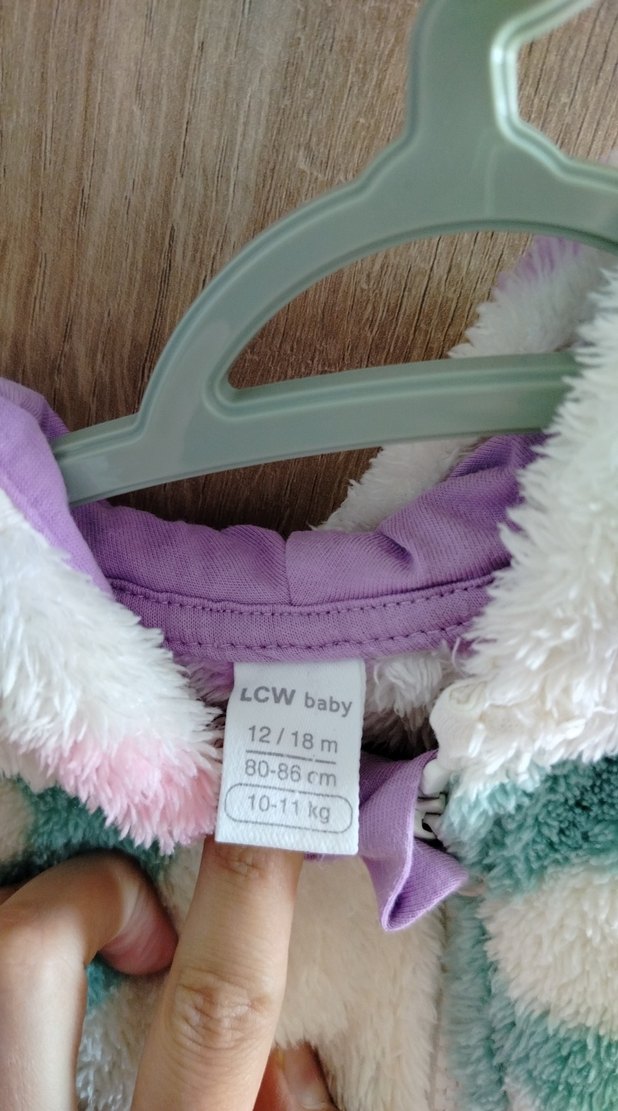 LCW baby
12 / 18 m
80-86 cm
10-11 kg